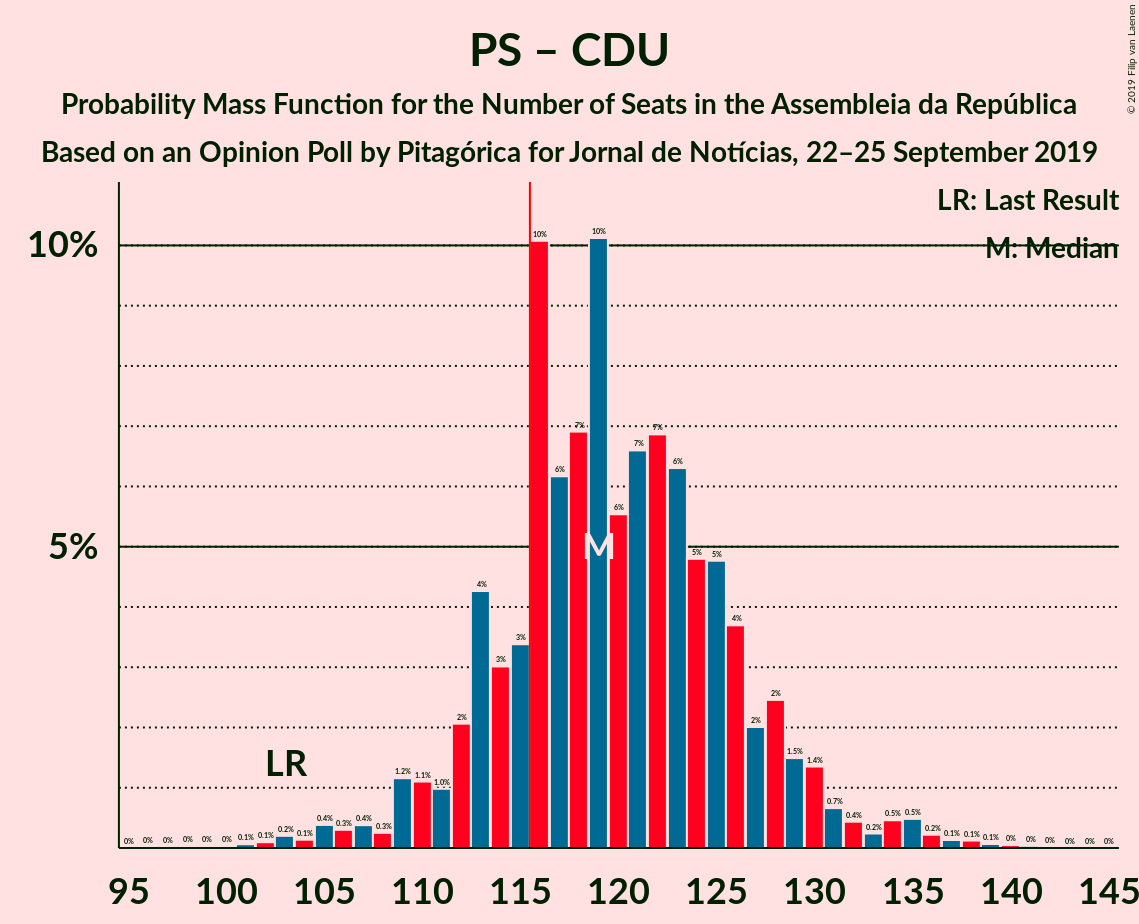 PS – CDU
Probability Mass Function for the Number of Seats in the Assembleia da República
Based on an Opinion Poll by Pitagórica for Jornal de Notícias, 22–25 September 2019
© 2019 Filip van Laenen
LR: Last Result
M: Median
10%
5%
0% 0% 0% 0% 0% 0% 0.1% 0.1% 0.2% 0.1% 0.4% 0.3% 0.4% 0.3% 1.2% 1.1% 1.0% 2% 4% 3% 3% 10% 6% 7% 10% 6% 7% 7% 6% 5% 5% 4% 2% 2% 1.5% 1.4% 0.7% 0.4% 0.2% 0.5% 0.5% 0.2% 0.1% 0.1% 0.1% 0% 0% 0% 0% 0% 0%
M
LR
95 100 105 110 115 120 125 130 135 140 145